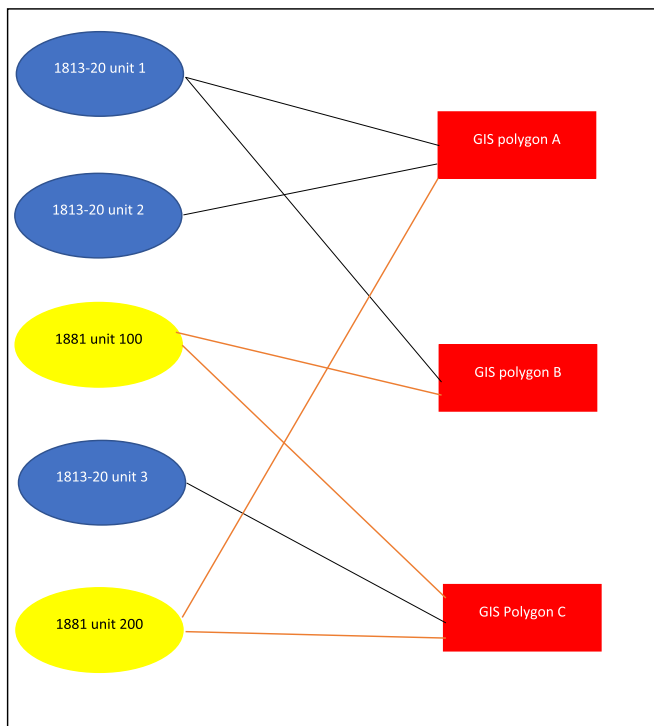 1813-20 unit 1
GIS polygon A
1813-20 unit 2
1881 unit 100
GIS polygon B
1813-20 unit 3
GIS Polygon C
1881 unit 200